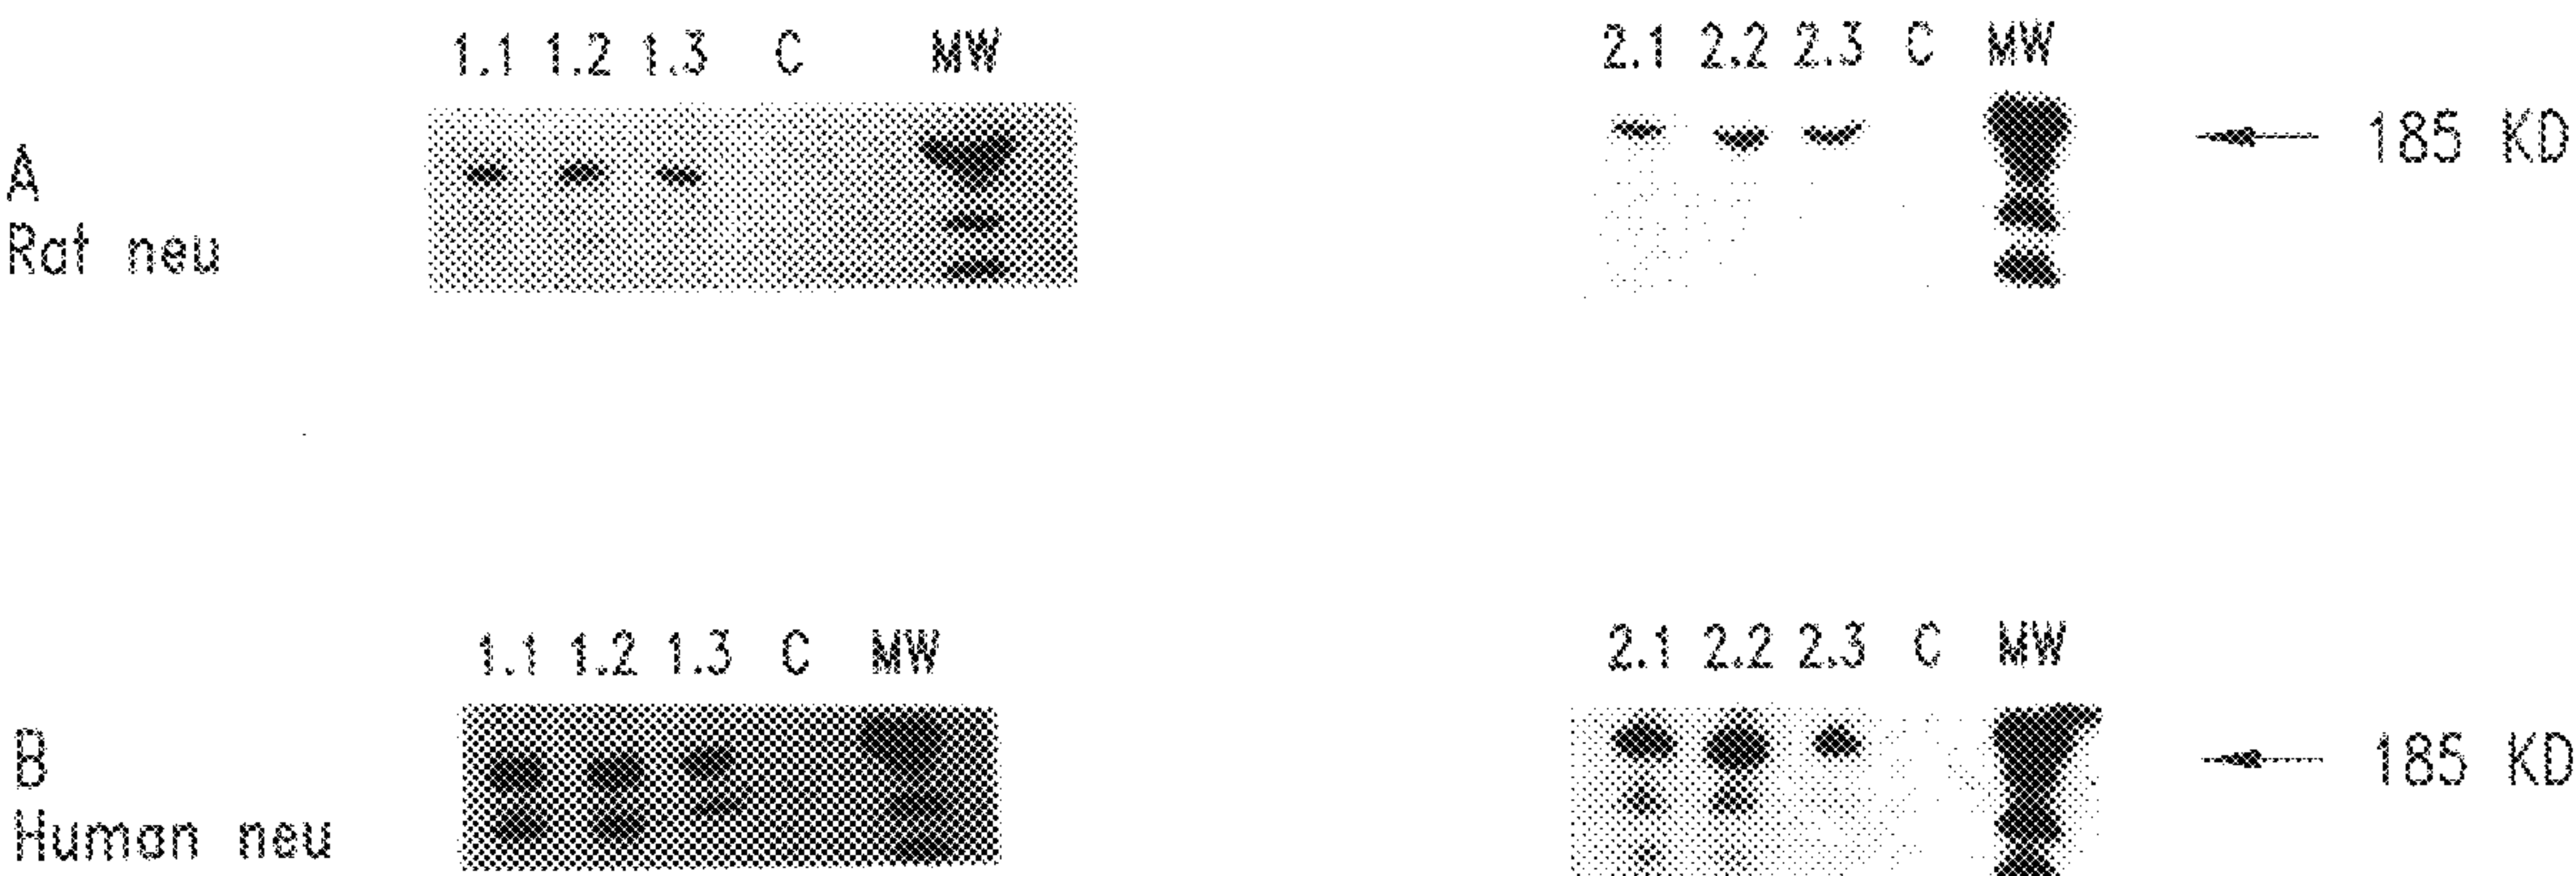 1.1 1.2 1.3 C MW
2.1 2.2 2.3 C MW
185 KD
A
Rat neu
1.1 1.2 1.3 C MW
2.1 2.2 2.3 C MW
185 KD
B
Human neu